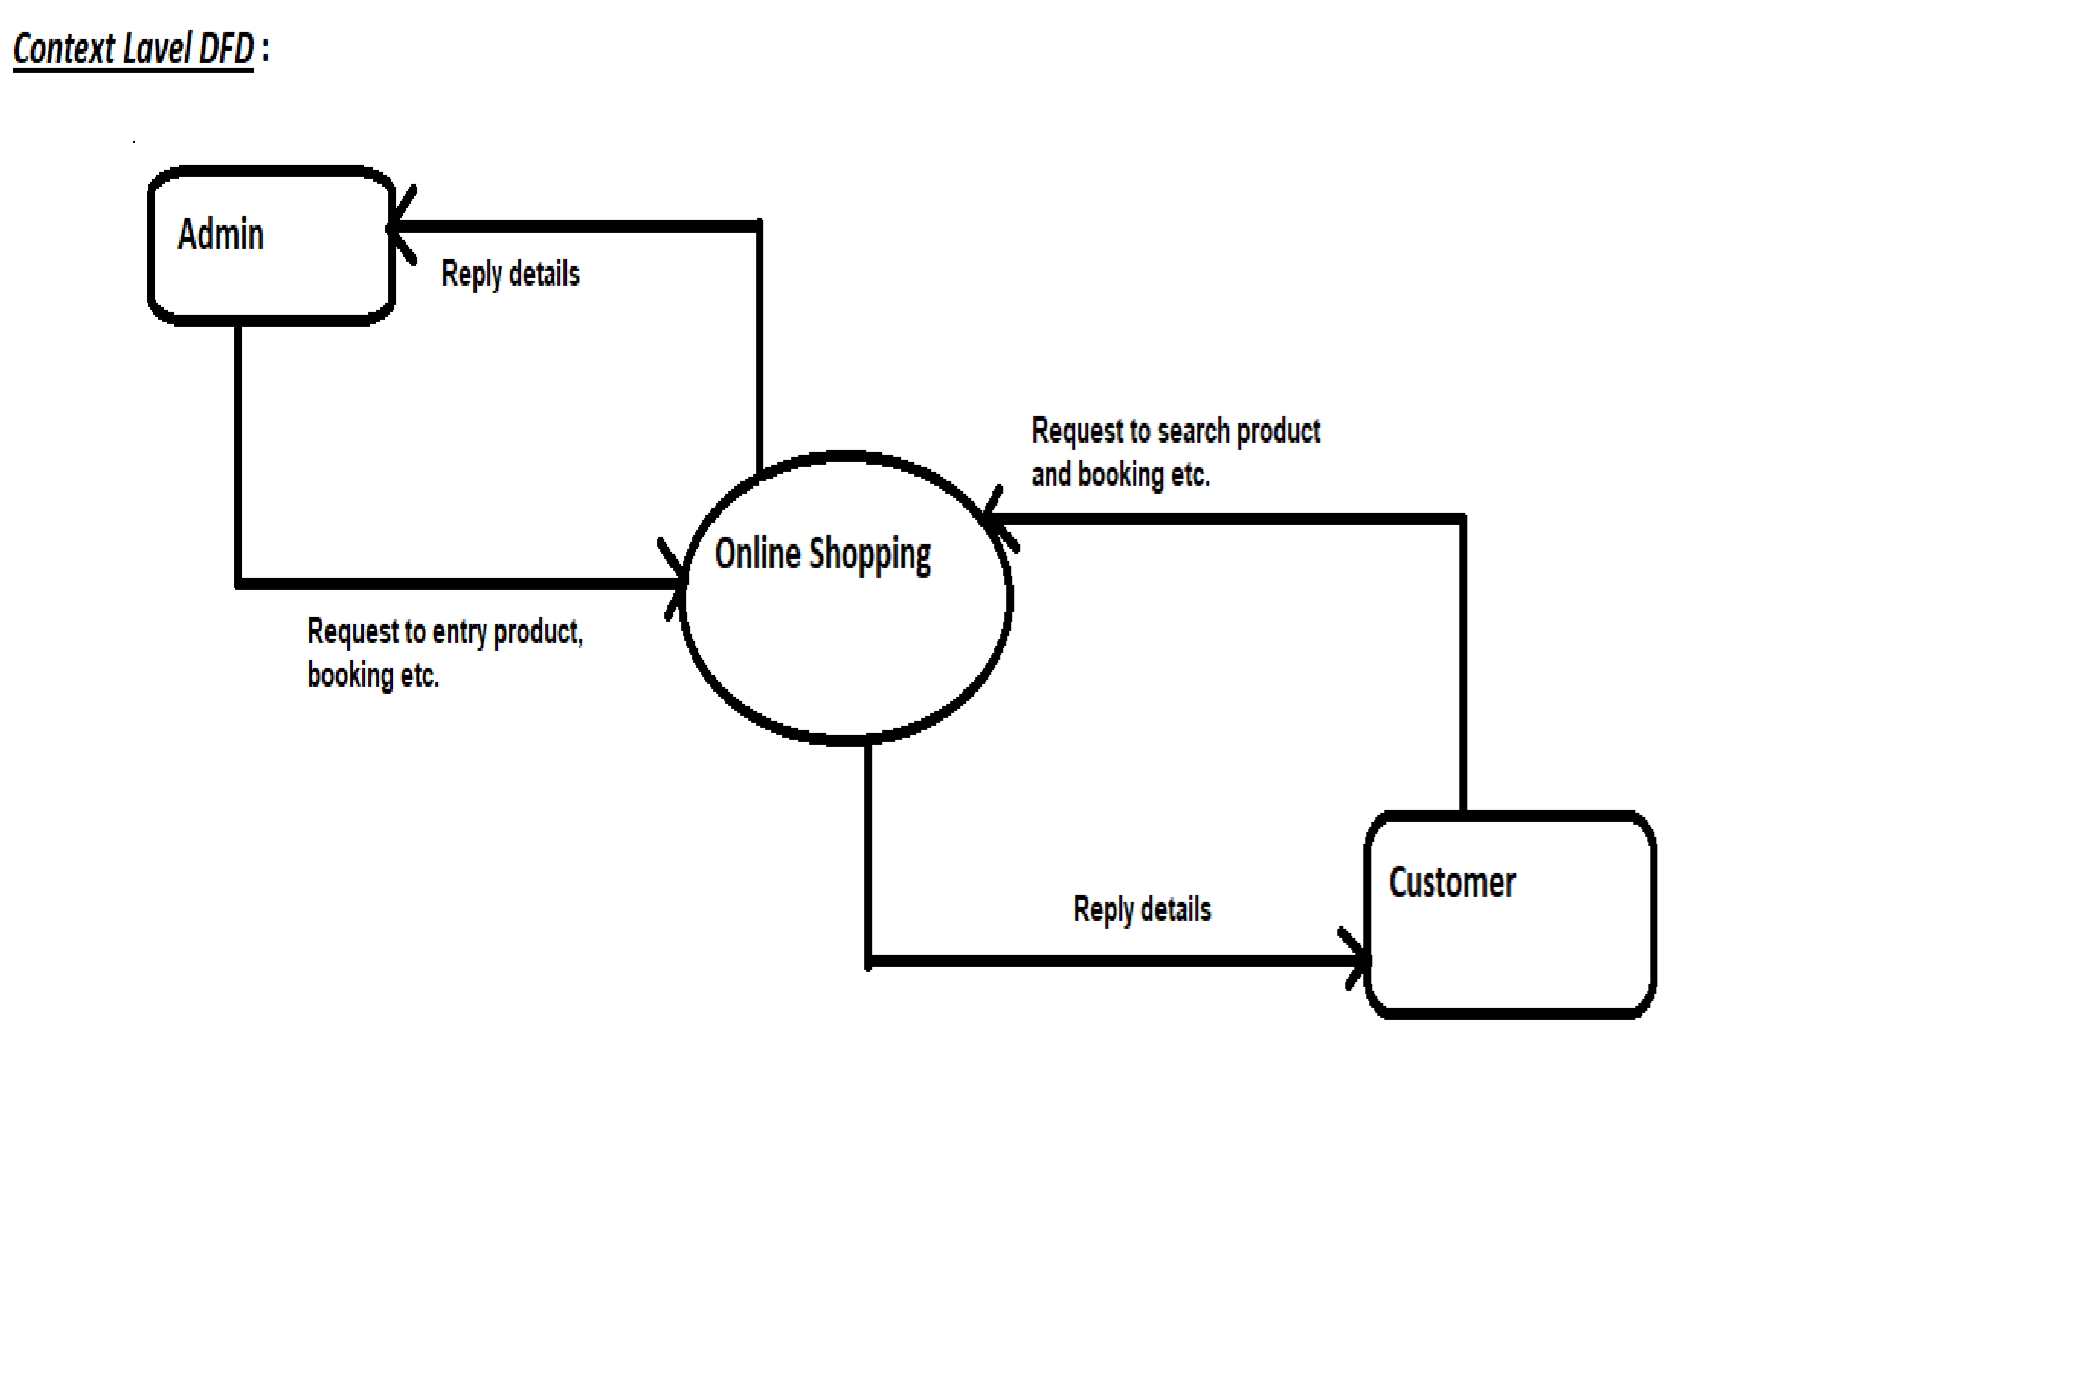 Context Lavel DFD :
Admin
Reply details
Request to search product
and booking etc.
Online Shopping
Request to entry product,
booking etc.
Customer
Reply details